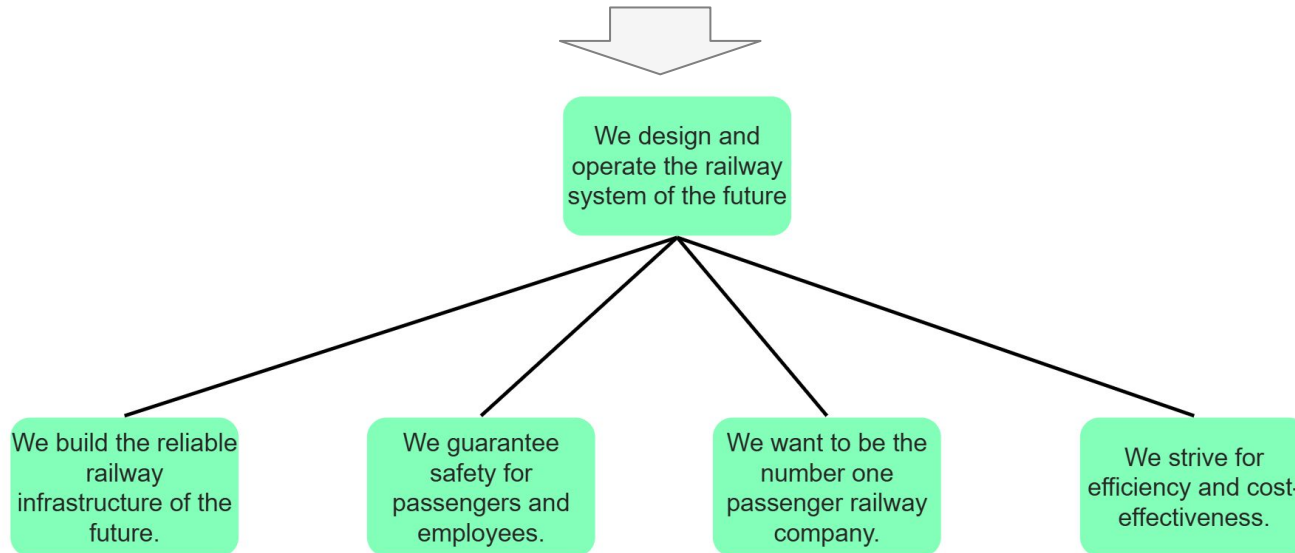 We design and
operate the railway
system of the future
We build the reliable
railway
infrastructure of the
future.
We guarantee
safety for
passengers and
employees.
We want to be the
number one
passenger railway
company.
We strive for
efficiency and cost-
effectiveness.